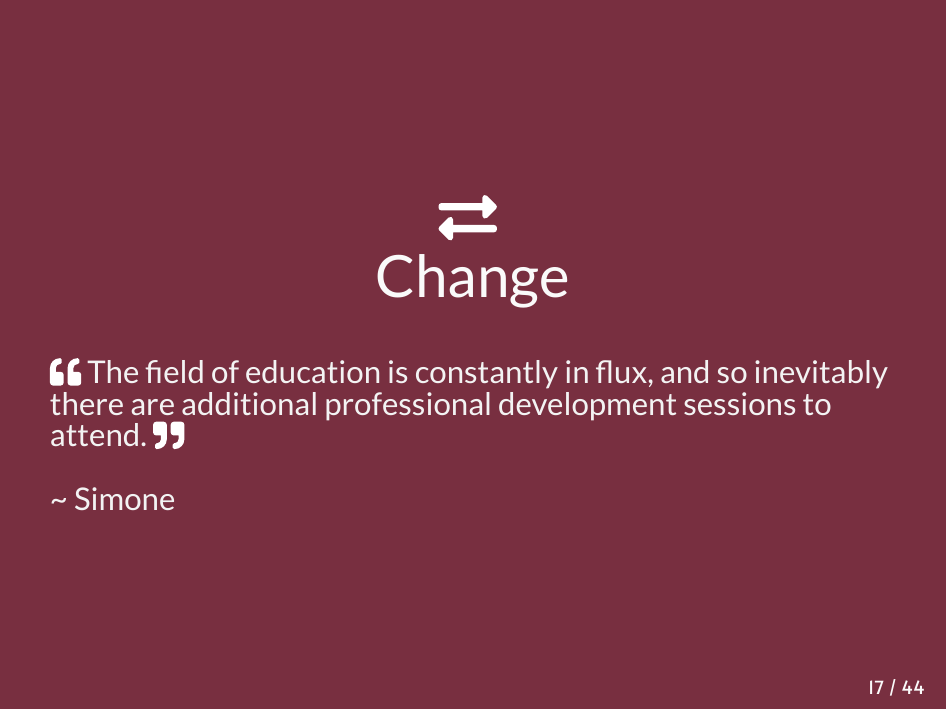 Change
❝ The field of education is constantly in flux, and so inevitably
there are additional professional development sessions to
attend. ❞
~ Simone
17 / 44